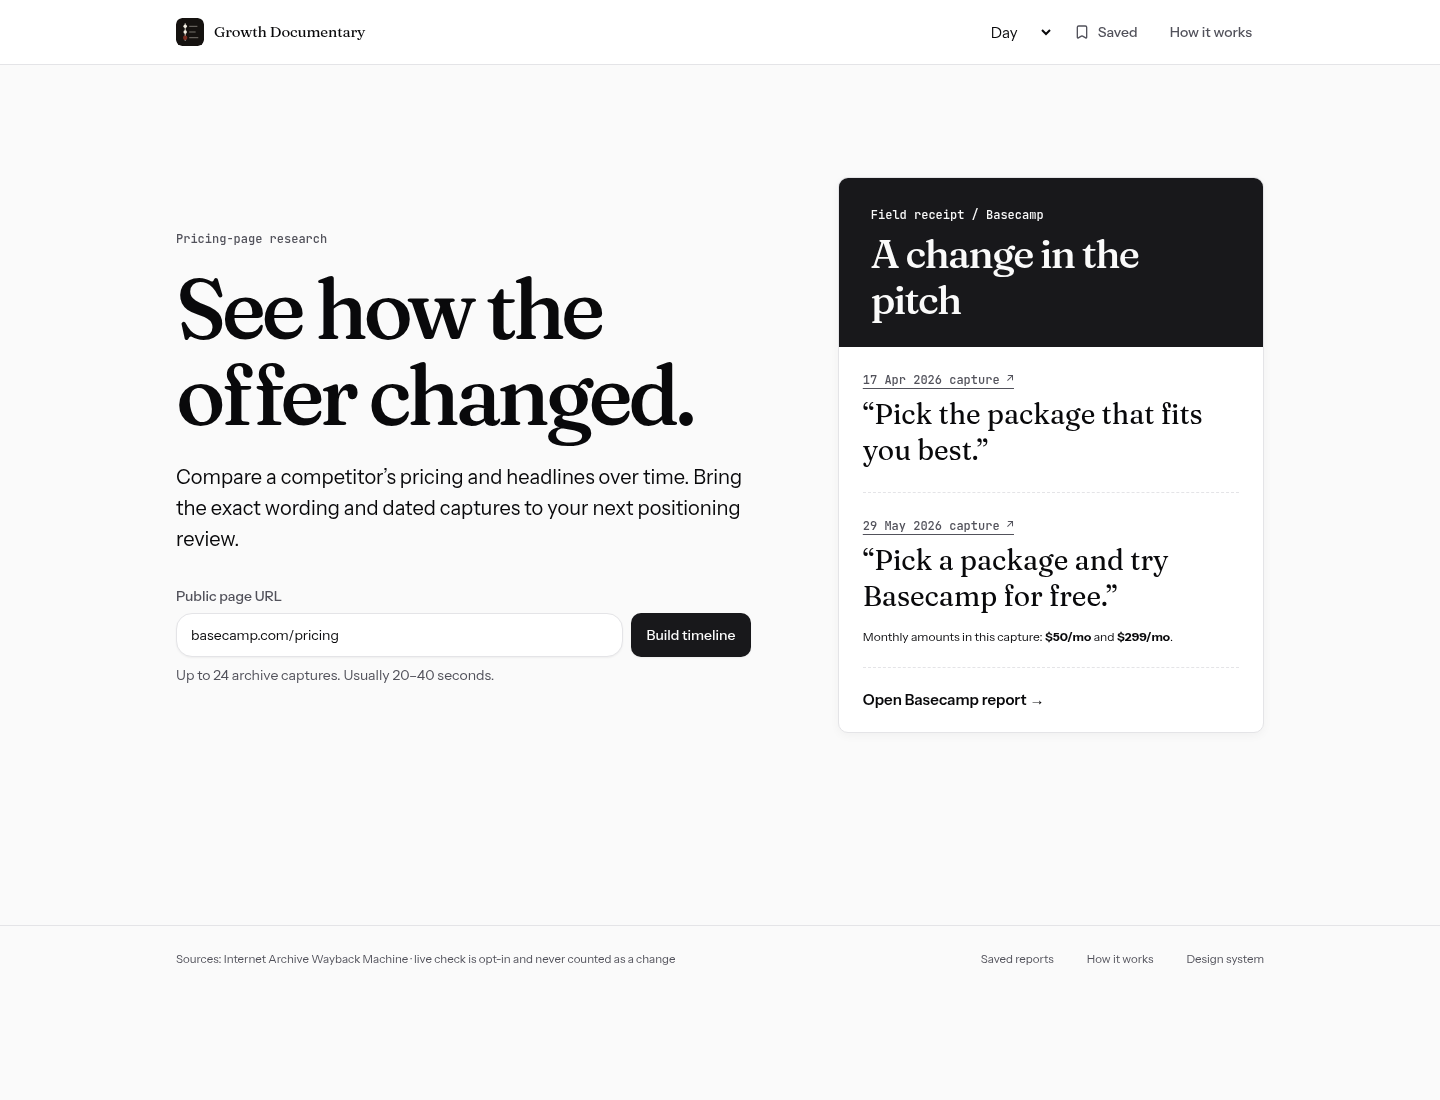 Growth Documentary
Day
Saved
How it works
Pricing-page research
See how the
offer changed.
Compare a competitor’s pricing and headlines over time. Bring
the exact wording and dated captures to your next positioning
review.
Public page URL
basecamp.com/pricing
Build timeline
Up to 24 archive captures. Usually 20–40 seconds.
Field receipt / Basecamp
A change in the
pitch
17 Apr 2026 capture ↗
“Pick the package that fits
you best.”
29 May 2026 capture ↗
“Pick a package and try
Basecamp for free.”
Monthly amounts in this capture: $50/mo and $299/mo.
Open Basecamp report →
Sources: Internet Archive Wayback Machine · live check is opt-in and never counted as a change
Saved reports
How it works
Design system